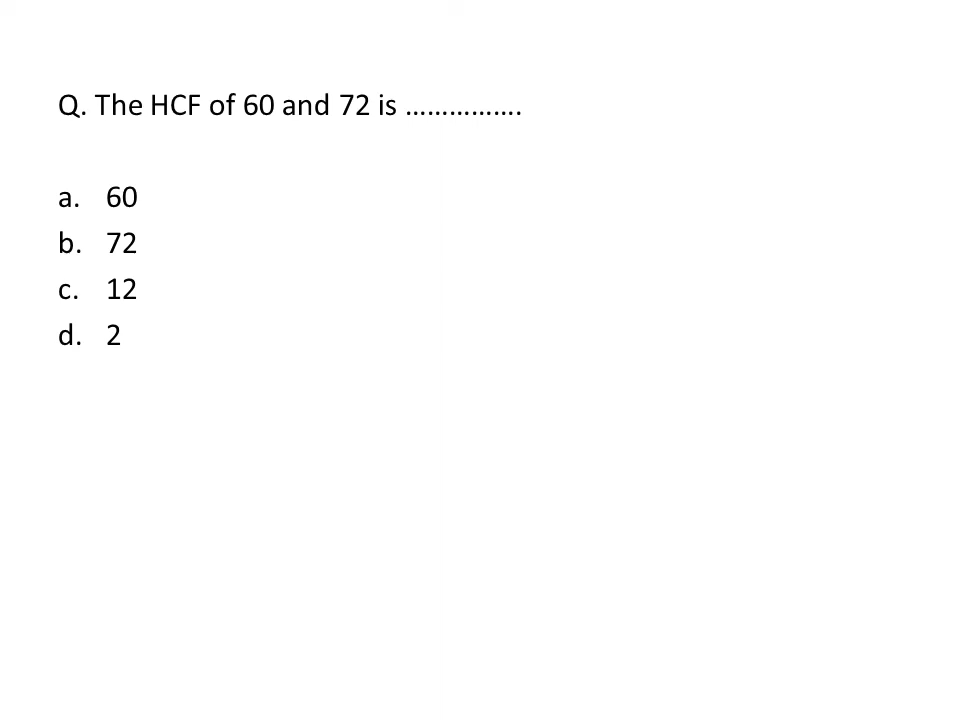 Q. The HCF of 60 and 72 is …………….
a. 60
b. 72
c. 12
d. 2